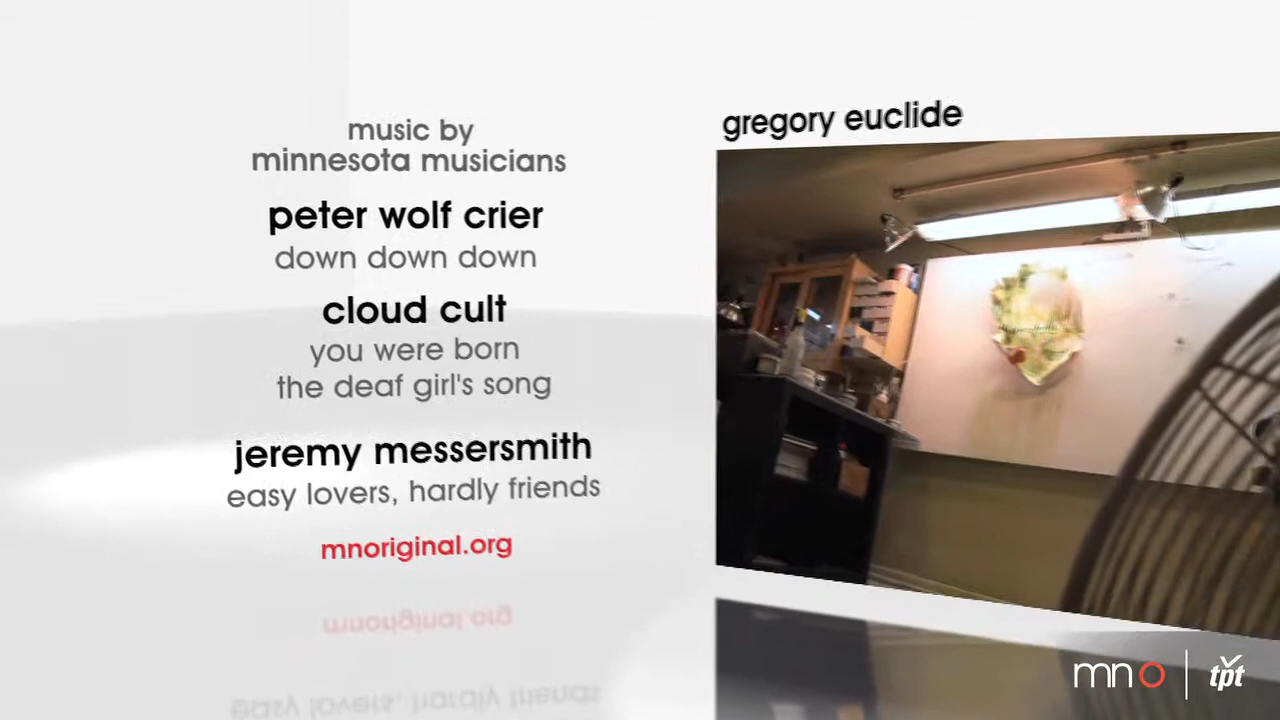 music by
minnesota musicians
peter wolf crier
down down down
cloud cult
you were born
the deaf girl's song
jeremy messersmith
easy lovers, hardly friends
mnoriginal.org
gregory euclide
mn o
tpt